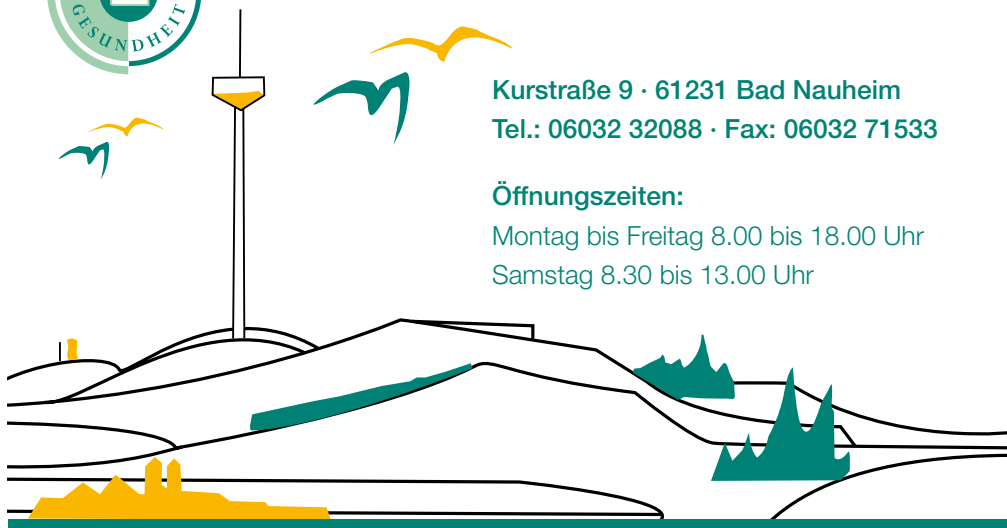 GESUNDHEIT
Kurstraße 9 · 61231 Bad Nauheim
Tel.: 06032 32088 · Fax: 06032 71533
Öffnungszeiten:
Montag bis Freitag 8.00 bis 18.00 Uhr
Samstag 8.30 bis 13.00 Uhr